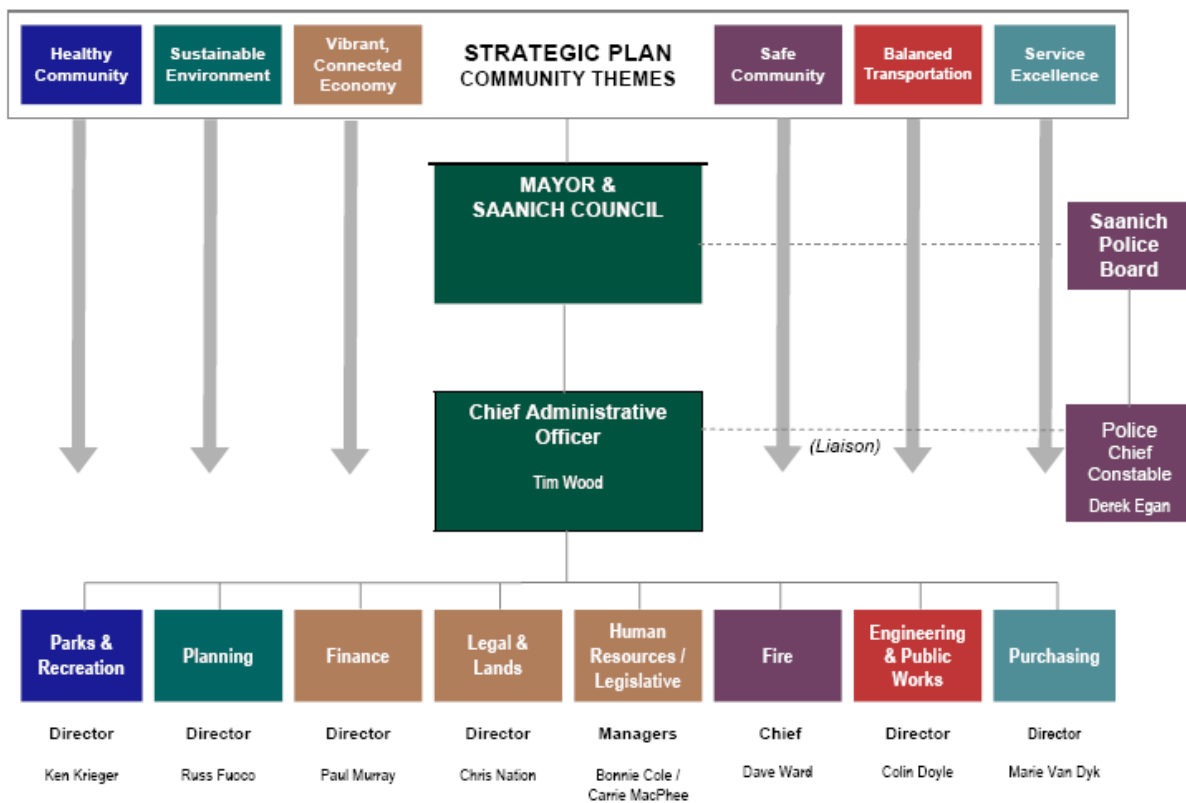 Healthy
Community
Sustainable
Environment
Vibrant,
Connected
Economy
STRATEGIC PLAN
COMMUNITY THEMES
Safe
Community
Balanced
Transportation
Service
Excellence
MAYOR &
SAANICH COUNCIL
Saanich
Police
Board
Chief Administrative
Officer
Tim Wood
(Liaison)
Police
Chief
Constable
Derek Egan
Parks &
Recreation
Planning
Finance
Legal &
Lands
Human
Resources /
Legislative
Fire
Engineering
& Public
Works
Purchasing
Director
Director
Director
Director
Managers
Chief
Director
Director
Ken Krieger
Russ Fuoco
Paul Murray
Chris Nation
Bonnie Cole /
Carrie MacPhee
Dave Ward
Colin Doyle
Marie Van Dyk